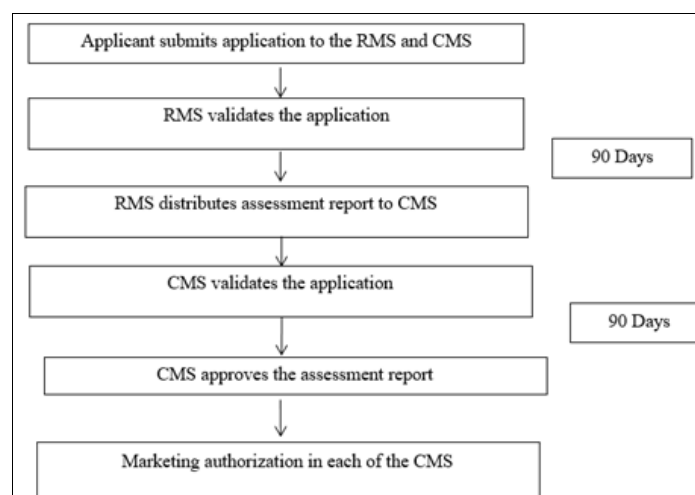 Applicant submits application to the RMS and CMS
RMS validates the application
90 Days
RMS distributes assessment report to CMS
CMS validates the application
90 Days
CMS approves the assessment report
Marketing authorization in each of the CMS